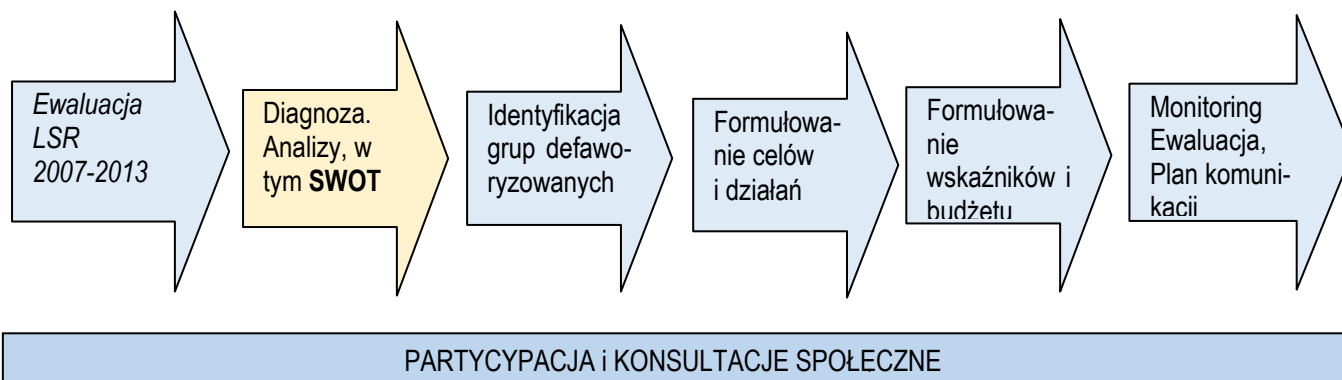 Ewaluacja
LSR
2007-2013
Diagnoza.
Analizy, w
tym SWOT
Identyfikacja
grup defawo-
ryzowanych
Formułowa-
nie celów
i działań
Formułowa-
nie
wskaźników i
budżetu
Monitoring
Ewaluacja,
Plan komuni-
kacji
PARTYCYPACJA i KONSULTACJE SPOŁECZNE